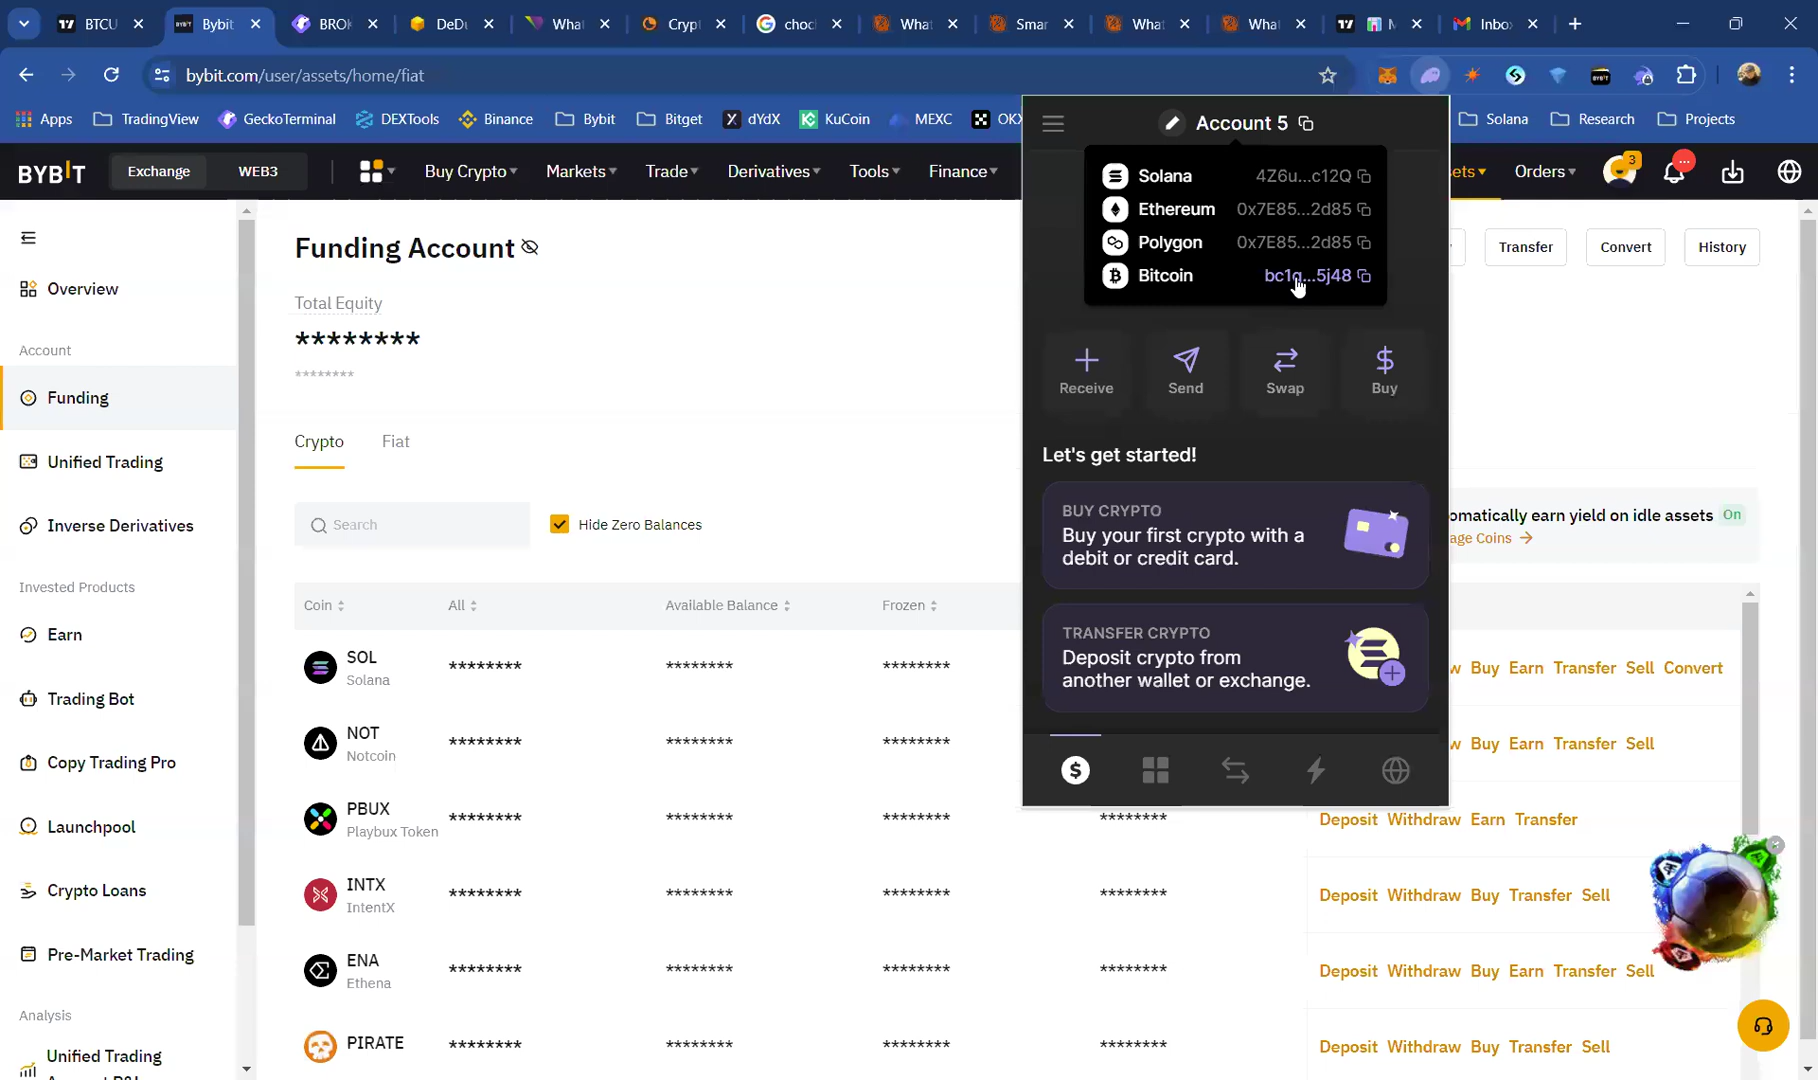 BTCU
Bybit
BROK
DeDu
What
Crypt
choc
What
Smar
What
What
M
Inbox
bybit.com/user/assets/home/fiat
Apps
TradingView
GeckoTerminal
DEXTools
Binance
Bybit
Bitget
dYdX
KuCoin
MEXC
OKX
Solana
Research
Projects
BYBIT
Exchange
WEB3
Buy Crypto
Markets
Trade
Derivatives
Tools
Finance
ets
Orders
3
Account 5
Solana 4Z6u...c12Q
Ethereum 0x7E85...2d85
Polygon 0x7E85...2d85
Bitcoin bc1q...5j48
Receive
Send
Swap
Buy
Let's get started!
BUY CRYPTO
Buy your first crypto with a
debit or credit card.
TRANSFER CRYPTO
Deposit crypto from
another wallet or exchange.
Overview
Account
Funding
Unified Trading
Inverse Derivatives
Invested Products
Earn
Trading Bot
Copy Trading Pro
Launchpool
Crypto Loans
Pre-Market Trading
Analysis
Unified Trading
Funding Account
Transfer
Convert
History
Total Equity
********
********
Crypto
Fiat
Search
Hide Zero Balances
omatically earn yield on idle assets On
age Coins
Coin
All
Available Balance
Frozen
SOL
Solana
******** ******** ********
w Buy Earn Transfer Sell Convert
NOT
Notcoin
******** ******** ********
w Buy Earn Transfer Sell
PBUX
Playbux Token
******** ******** ******** ********
Deposit Withdraw Earn Transfer
INTX
IntentX
******** ******** ******** ********
Deposit Withdraw Buy Transfer Sell
ENA
Ethena
******** ******** ******** ********
Deposit Withdraw Buy Earn Transfer Sell
PIRATE
******** ******** ******** ********
Deposit Withdraw Buy Transfer Sell